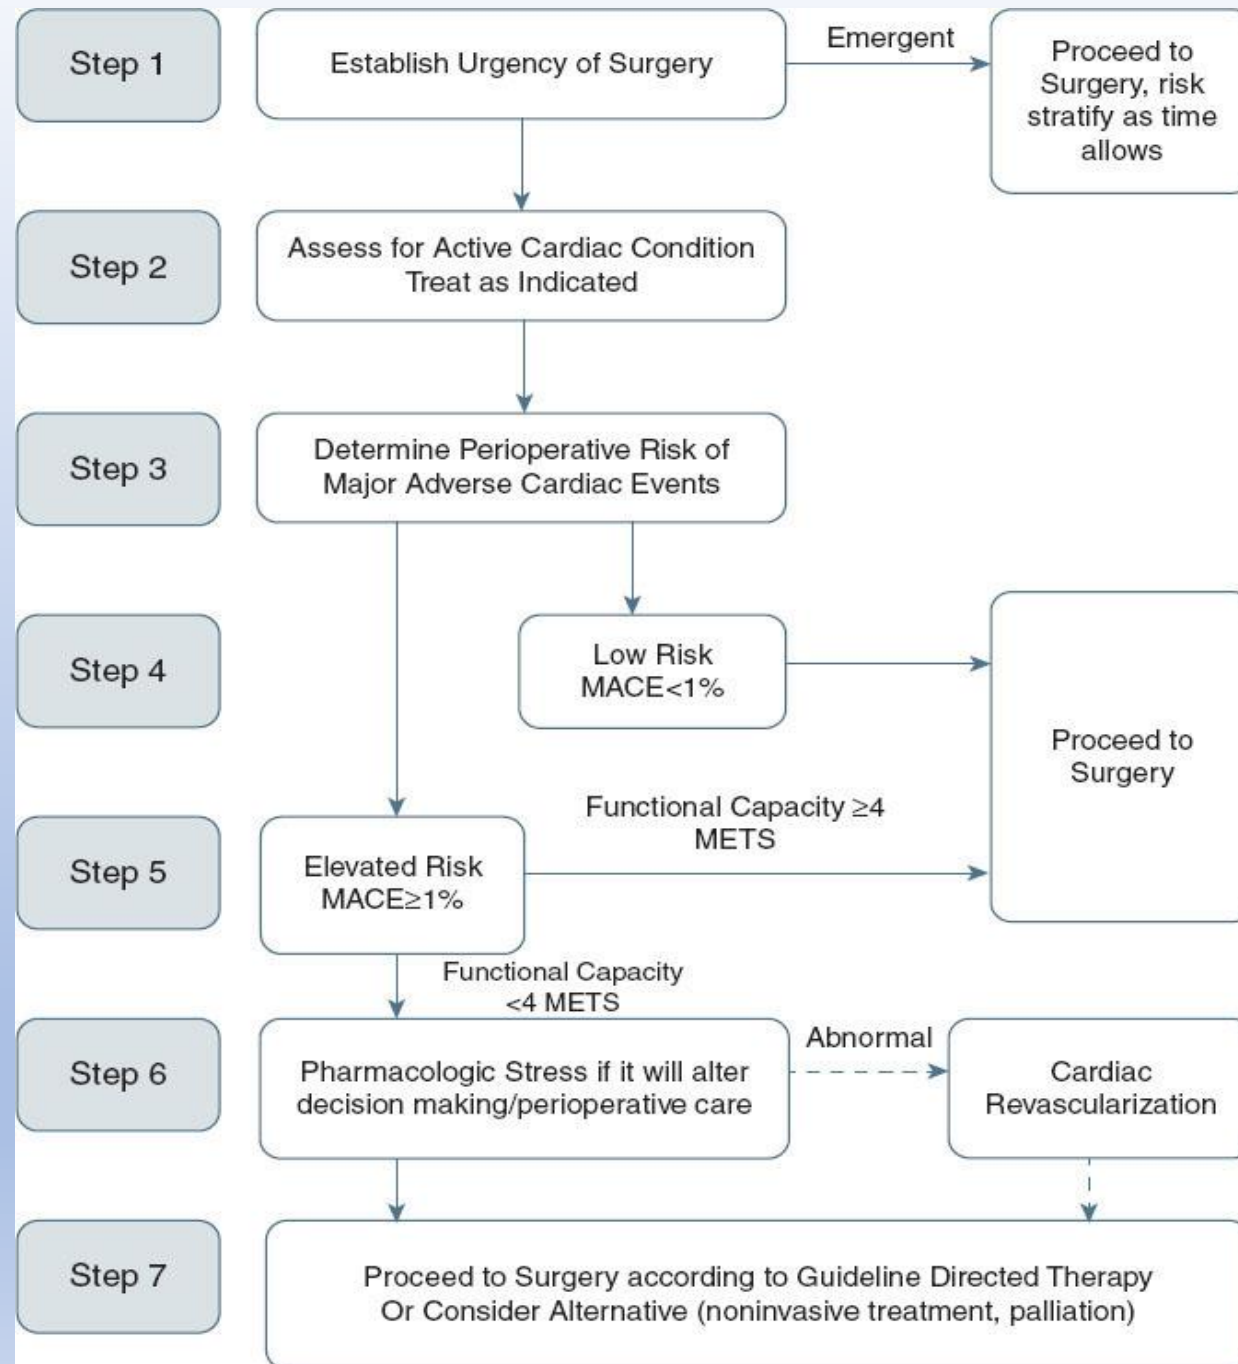 Step 1
Establish Urgency of Surgery
Emergent
Proceed to
Surgery, risk
stratify as time
allows
Step 2
Assess for Active Cardiac Condition
Treat as Indicated
Step 3
Determine Perioperative Risk of
Major Adverse Cardiac Events
Step 4
Low Risk
MACE<1%
Proceed to
Surgery
Step 5
Elevated Risk
MACE≥1%
Functional Capacity ≥4
METS
Functional Capacity
<4 METS
Step 6
Pharmacologic Stress if it will alter
decision making/perioperative care
Abnormal
Cardiac
Revascularization
Step 7
Proceed to Surgery according to Guideline Directed Therapy
Or Consider Alternative (noninvasive treatment, palliation)